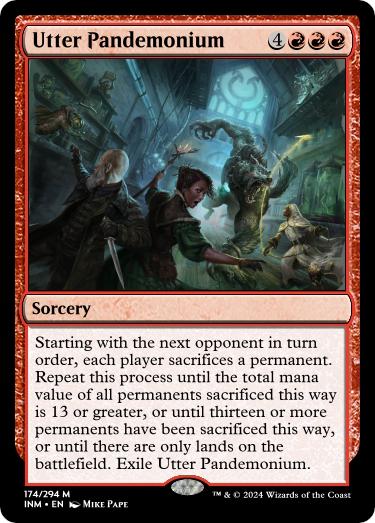 Utter Pandemonium 4
Sorcery
Starting with the next opponent in turn
order, each player sacrifices a permanent.
Repeat this process until the total mana
value of all permanents sacrificed this way
is 13 or greater, or until thirteen or more
permanents have been sacrificed this way,
or until there are only lands on the
battlefield. Exile Utter Pandemonium.
174/294 M
INM • EN Mike Pape
™ & © 2024 Wizards of the Coast